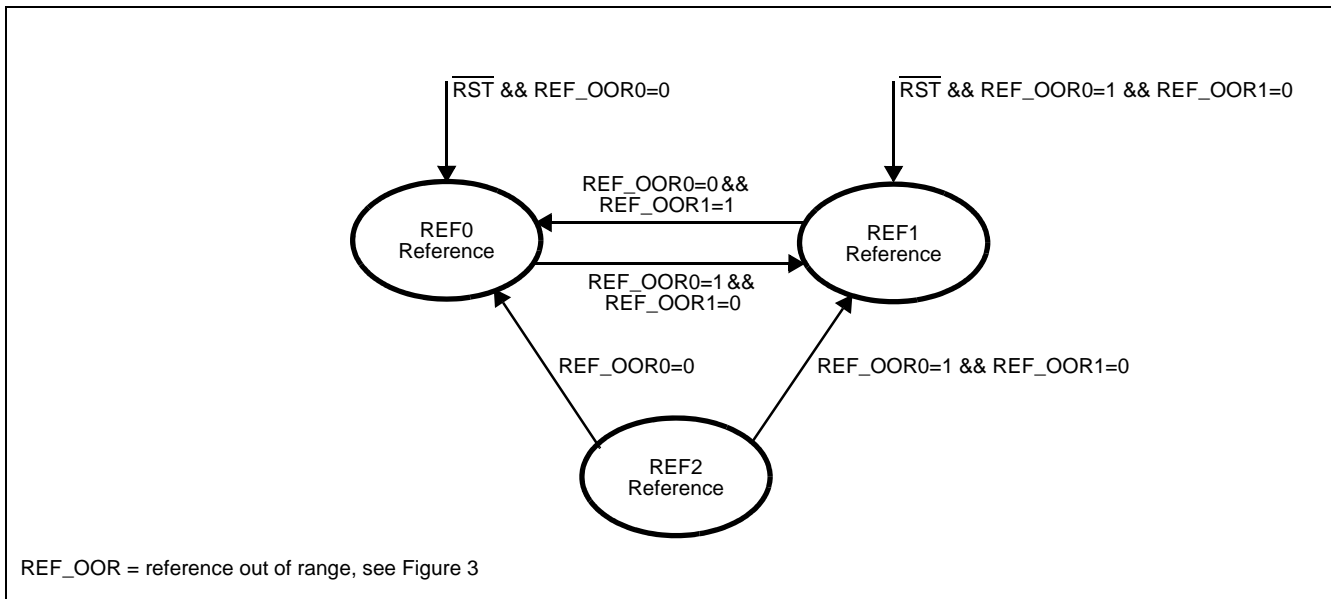 RST && REF_OOR0=0
RST && REF_OOR0=1 && REF_OOR1=0
REF_OOR0=0 &&
REF_OOR1=1
REF0
Reference
REF1
Reference
REF_OOR0=1 &&
REF_OOR1=0
REF_OOR0=0
REF_OOR0=1 && REF_OOR1=0
REF2
Reference
REF_OOR = reference out of range, see Figure 3